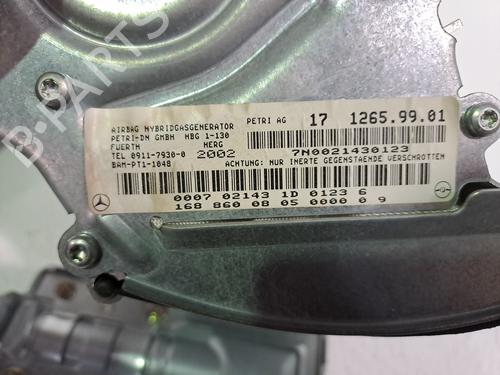 AIRBAG HYBRIDGASGENERATOR PETRI AG 17 1265.99.01
PETRI-DN GMBH HBG 1-130
FUERTH HERG
TEL 0911-7930-0 2002 7N0021430123
BAM-PT1-1048 ACHTUNG: NUR INERTE GEGENSTAENDE VERSCHROTTEN
0007 02143 1D 0123 6
168 860 08 05 0000 0 9